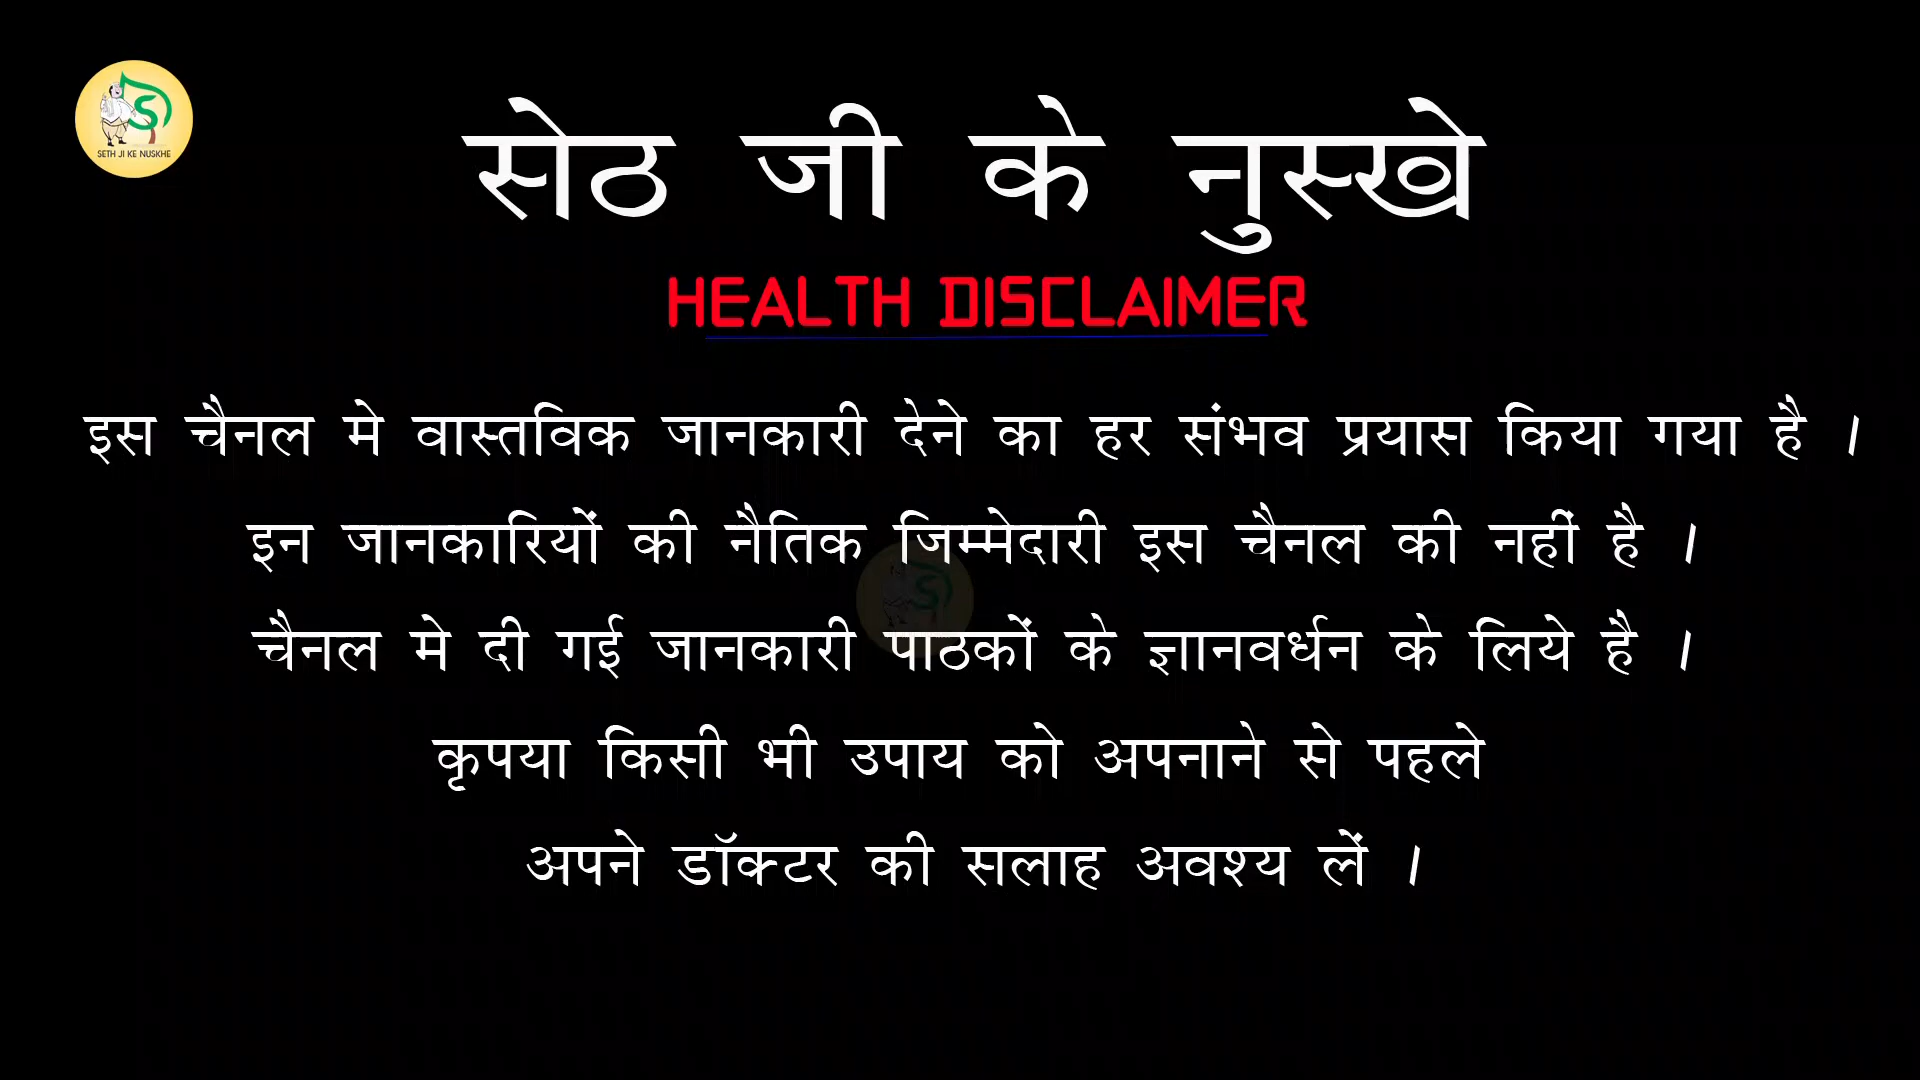 SETH JI KE NUSKHE
सेठ जी के नुस्खे
HEALTH DISCLAIMER
इस चैनल मे वास्तविक जानकारी देने का हर संभव प्रयास किया गया है ।
इन जानकारियों की नैतिक जिम्मेदारी इस चैनल की नहीं है ।
चैनल मे दी गई जानकारी पाठकों के ज्ञानवर्धन के लिये है ।
कृपया किसी भी उपाय को अपनाने से पहले
अपने डॉक्टर की सलाह अवश्य लें ।